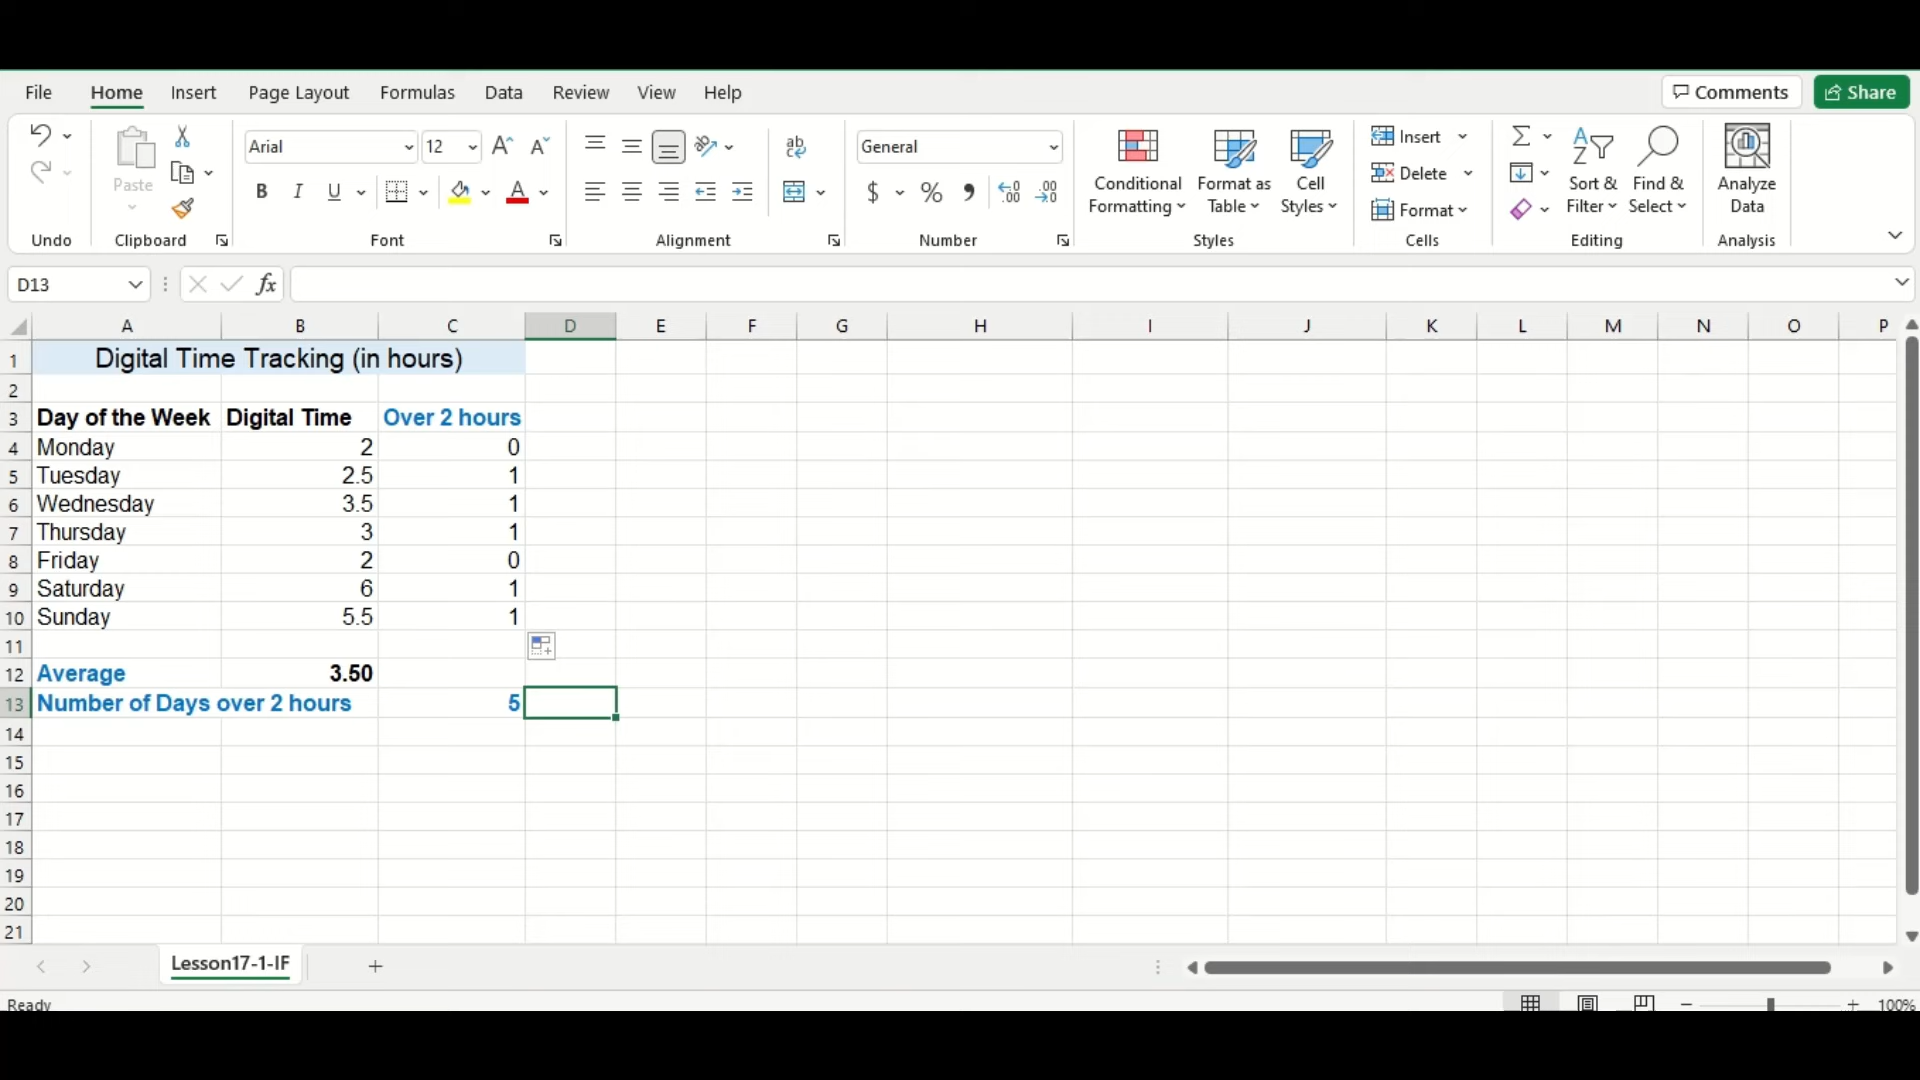 File Home Insert Page Layout Formulas Data Review View Help Comments Share
Arial 12 ab c General Insert
Paste B I U A $ % 9 .00 .00 Conditional Formatting Format as Table Cell Styles Delete Sort & Filter Find & Select Analyze Data
Format
Undo Clipboard Font Alignment Number Styles Cells Editing Analysis
D13 fx
A B C D E F G H I J K L M N O P
1 Digital Time Tracking (in hours)
2
3 Day of the Week Digital Time Over 2 hours
4 Monday 2 0
5 Tuesday 2.5 1
6 Wednesday 3.5 1
7 Thursday 3 1
8 Friday 2 0
9 Saturday 6 1
10 Sunday 5.5 1
11
12 Average 3.50
13 Number of Days over 2 hours 5
14
15
16
17
18
19
20
21
Lesson17-1-IF
Ready 100%